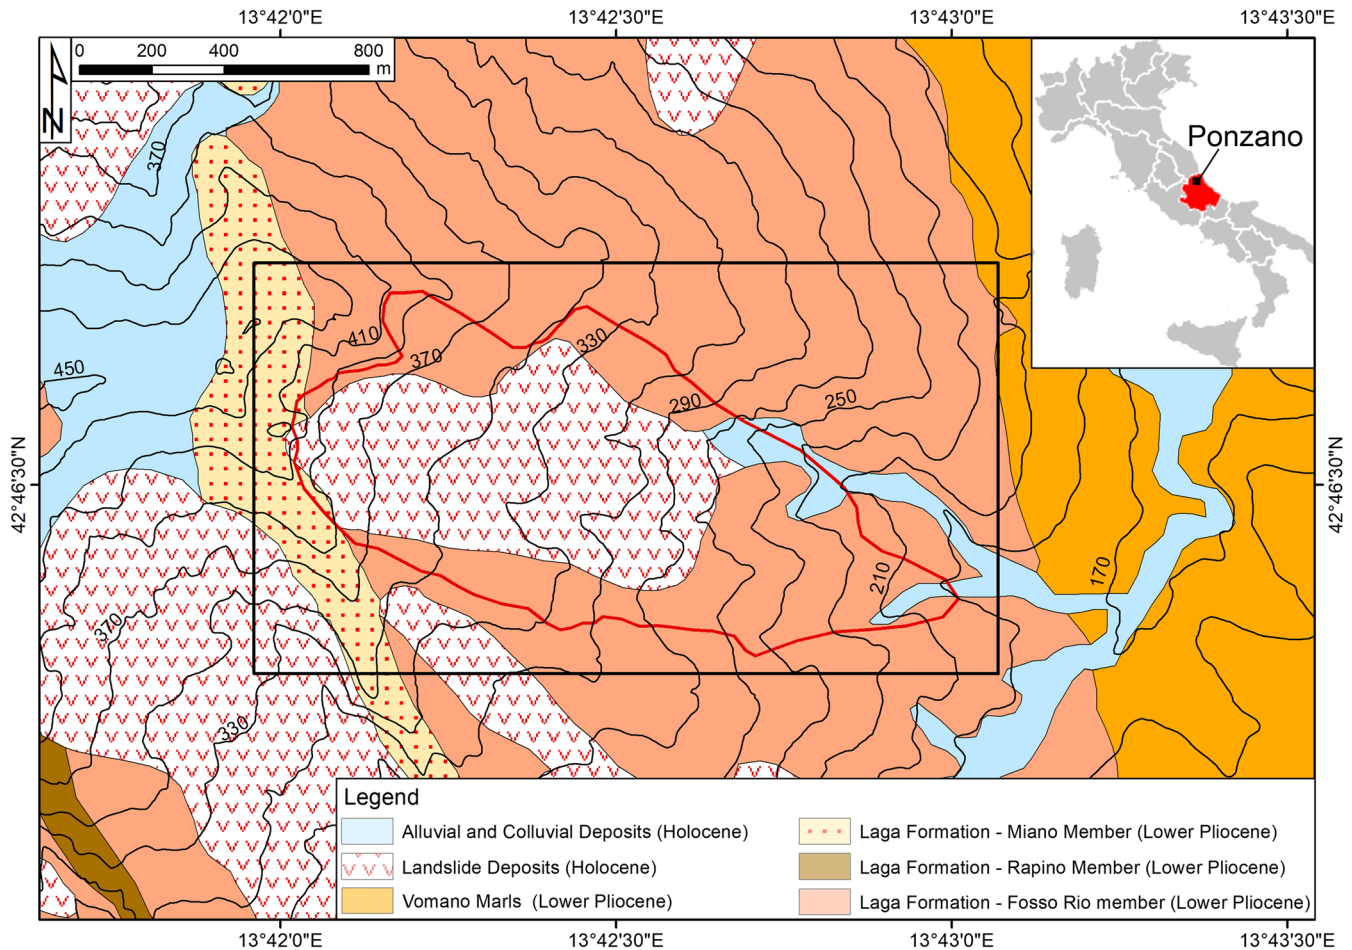 13°42'0"E
13°42'30"E
13°43'0"E
13°43'30"E
0 200 400 800
m
N
Ponzano
370
450
410
370
330
290
250
210
170
370
330
42°46'30"N
42°46'30"N
Legend
Alluvial and Colluvial Deposits (Holocene)
Landslide Deposits (Holocene)
Vomano Marls (Lower Pliocene)
Laga Formation - Miano Member (Lower Pliocene)
Laga Formation - Rapino Member (Lower Pliocene)
Laga Formation - Fosso Rio member (Lower Pliocene)
13°42'0"E
13°42'30"E
13°43'0"E
13°43'30"E